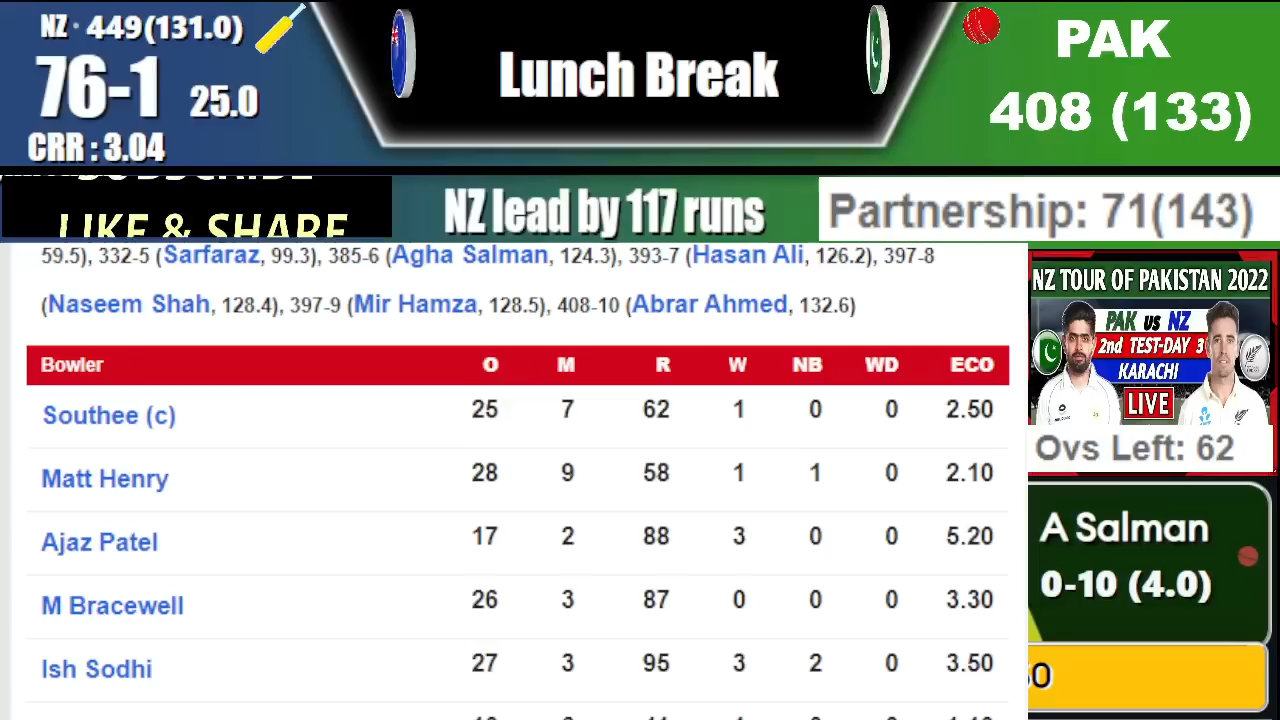 NZ · 449(131.0)
76-1 25.0
CRR : 3.04
Lunch Break
PAK
408 (133)
SUBSCRIBE
LIKE & SHARE
NZ lead by 117 runs
Partnership: 71(143)
59.5), 332-5 (Sarfaraz, 99.3), 385-6 (Agha Salman, 124.3), 393-7 (Hasan Ali, 126.2), 397-8
(Naseem Shah, 128.4), 397-9 (Mir Hamza, 128.5), 408-10 (Abrar Ahmed, 132.6)
Bowler O M R W NB WD ECO
Southee (c) 25 7 62 1 0 0 2.50
Matt Henry 28 9 58 1 1 0 2.10
Ajaz Patel 17 2 88 3 0 0 5.20
M Bracewell 26 3 87 0 0 0 3.30
Ish Sodhi 27 3 95 3 2 0 3.50
NZ TOUR OF PAKISTAN 2022
PAK us NZ
2nd TEST-DAY 3
KARACHI
LIVE
Ovs Left: 62
A Salman
0-10 (4.0)